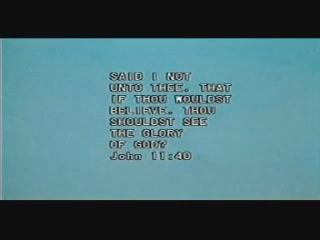 SAID I NOT
UNTO THEE, THAT
IF THOU WOULDST
BELIEVE, THOU
SHOULDST SEE
THE GLORY
OF GOD?
John 11:40